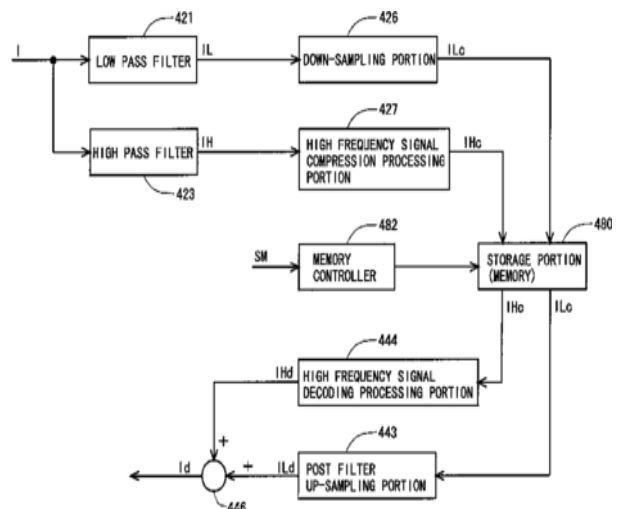 421
426
I
LOW PASS FILTER
IL
DOWN-SAMPLING PORTION
ILc
427
HIGH PASS FILTER
IH
HIGH FREQUENCY SIGNAL
COMPRESSION PROCESSING
PORTION
IHc
423
482
480
SM
MEMORY
CONTROLLER
STORAGE PORTION
(MEMORY)
IHc
ILc
444
IHd
HIGH FREQUENCY SIGNAL
DECODING PROCESSING PORTION
443
+
Id
+
ILd
POST FILTER
UP-SAMPLING PORTION
446